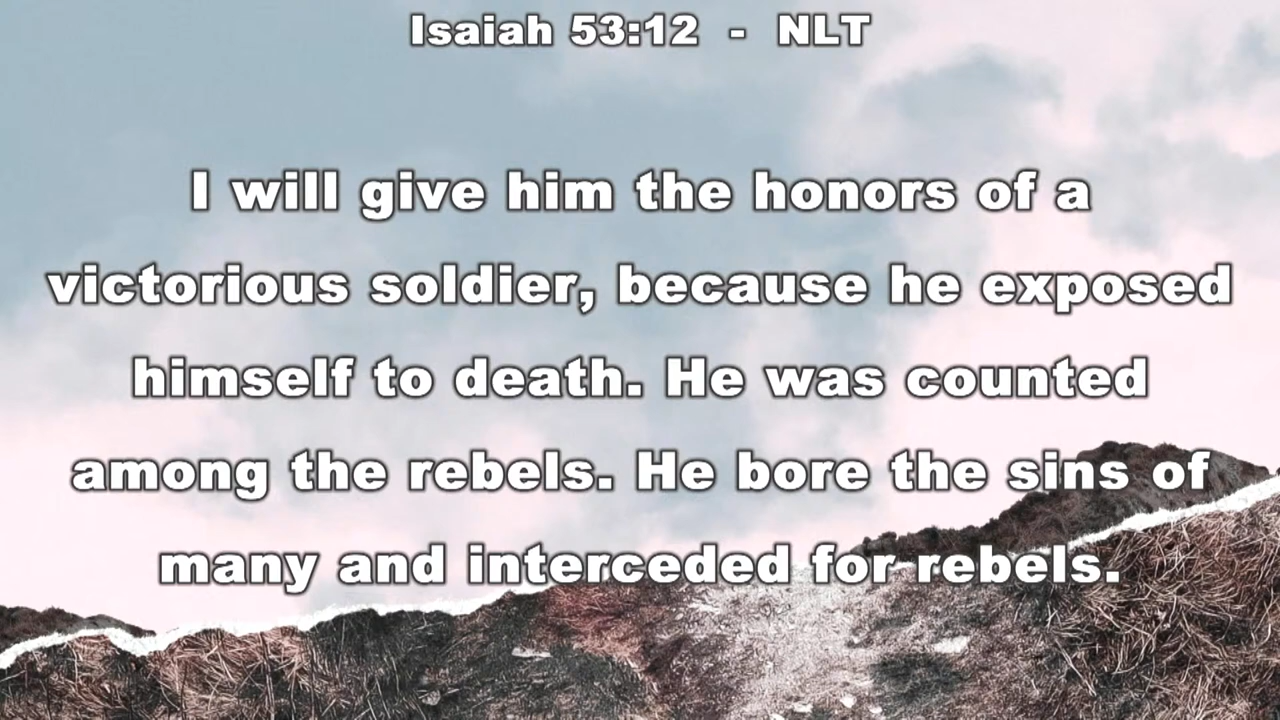 Isaiah 53:12 - NLT
I will give him the honors of a
victorious soldier, because he exposed
himself to death. He was counted
among the rebels. He bore the sins of
many and interceded for rebels.